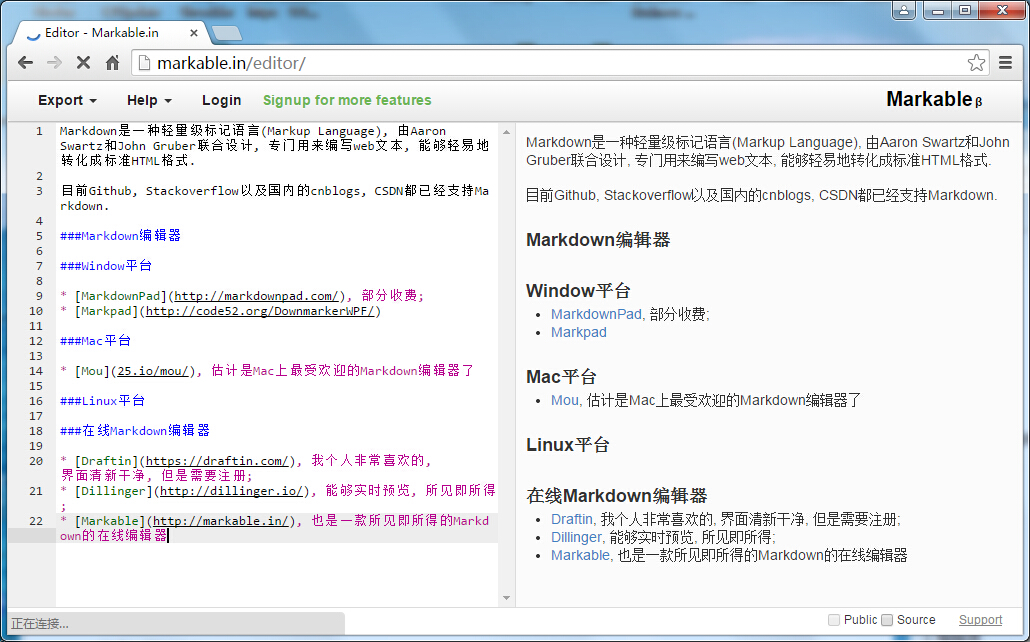 Editor - Markable.in
markable.in/editor/
Export Help Login Signup for more features Markable β
1 Markdown是一种轻量级标记语言(Markup Language), 由Aaron
Swartz和John Gruber联合设计, 专门用来编写web文本, 能够轻易地
转化成标准HTML格式.
2
3 目前Github, Stackoverflow以及国内的cnblogs, CSDN都已经支持Ma
rkdown.
4
5 ###Markdown编辑器
6
7 ###Window平台
8
9 * [MarkdownPad](http://markdownpad.com/), 部分收费;
10 * [Markpad](http://code52.org/DownmarkerWPF/)
11
12 ###Mac平台
13
14 * [Mou](25.io/mou/), 估计是Mac上最受欢迎的Markdown编辑器了
15
16 ###Linux平台
17
18 ###在线Markdown编辑器
19
20 * [Draftin](https://draftin.com/), 我个人非常喜欢的,
界面清新干净, 但是需要注册;
21 * [Dillinger](http://dillinger.io/), 能够实时预览, 所见即所得
;
22 * [Markable](http://markable.in/), 也是一款所见即所得的Markd
own的在线编辑器
Markdown是一种轻量级标记语言(Markup Language), 由Aaron Swartz和John
Gruber联合设计, 专门用来编写web文本, 能够轻易地转化成标准HTML格式.
目前Github, Stackoverflow以及国内的cnblogs, CSDN都已经支持Markdown.
Markdown编辑器
Window平台
• MarkdownPad, 部分收费;
• Markpad
Mac平台
• Mou, 估计是Mac上最受欢迎的Markdown编辑器了
Linux平台
在线Markdown编辑器
• Draftin, 我个人非常喜欢的, 界面清新干净, 但是需要注册;
• Dillinger, 能够实时预览, 所见即所得;
• Markable, 也是一款所见即所得的Markdown的在线编辑器
正在连接... Public Source Support